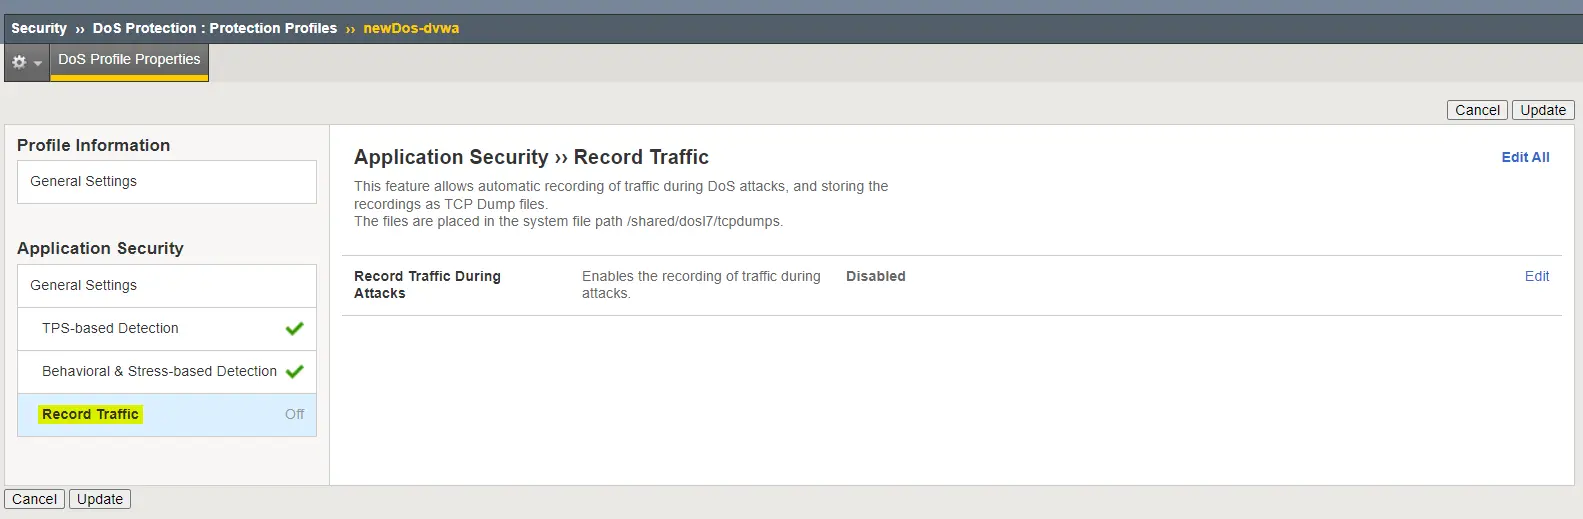 Security ›› DoS Protection : Protection Profiles ›› newDos-dvwa
DoS Profile Properties
Cancel Update
Profile Information
General Settings
Application Security
General Settings
TPS-based Detection
Behavioral & Stress-based Detection
Record Traffic Off
Application Security ›› Record Traffic Edit All
This feature allows automatic recording of traffic during DoS attacks, and storing the
recordings as TCP Dump files.
The files are placed in the system file path /shared/dosl7/tcpdumps.
Record Traffic During Enables the recording of traffic during Disabled Edit
Attacks attacks.
Cancel Update